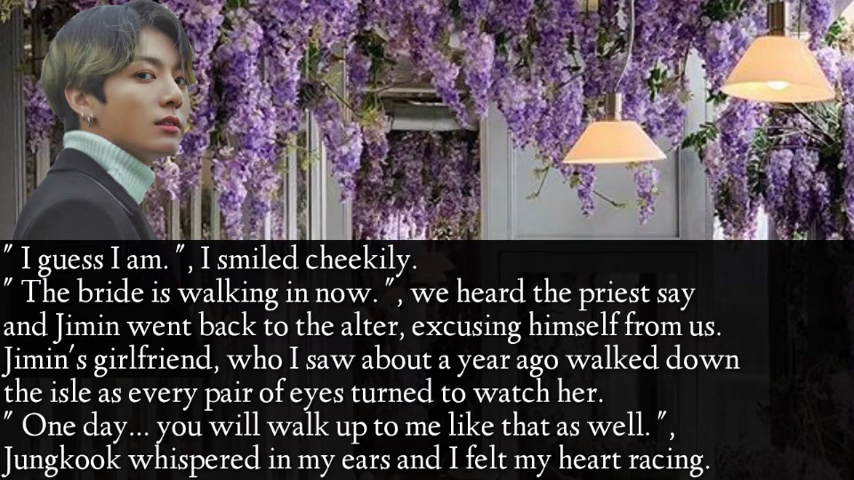 " I guess I am. ", I smiled cheekily.
" The bride is walking in now. ", we heard the priest say
and Jimin went back to the alter, excusing himself from us.
Jimin's girlfriend, who I saw about a year ago walked down
the isle as every pair of eyes turned to watch her.
" One day... you will walk up to me like that as well. ",
Jungkook whispered in my ears and I felt my heart racing.